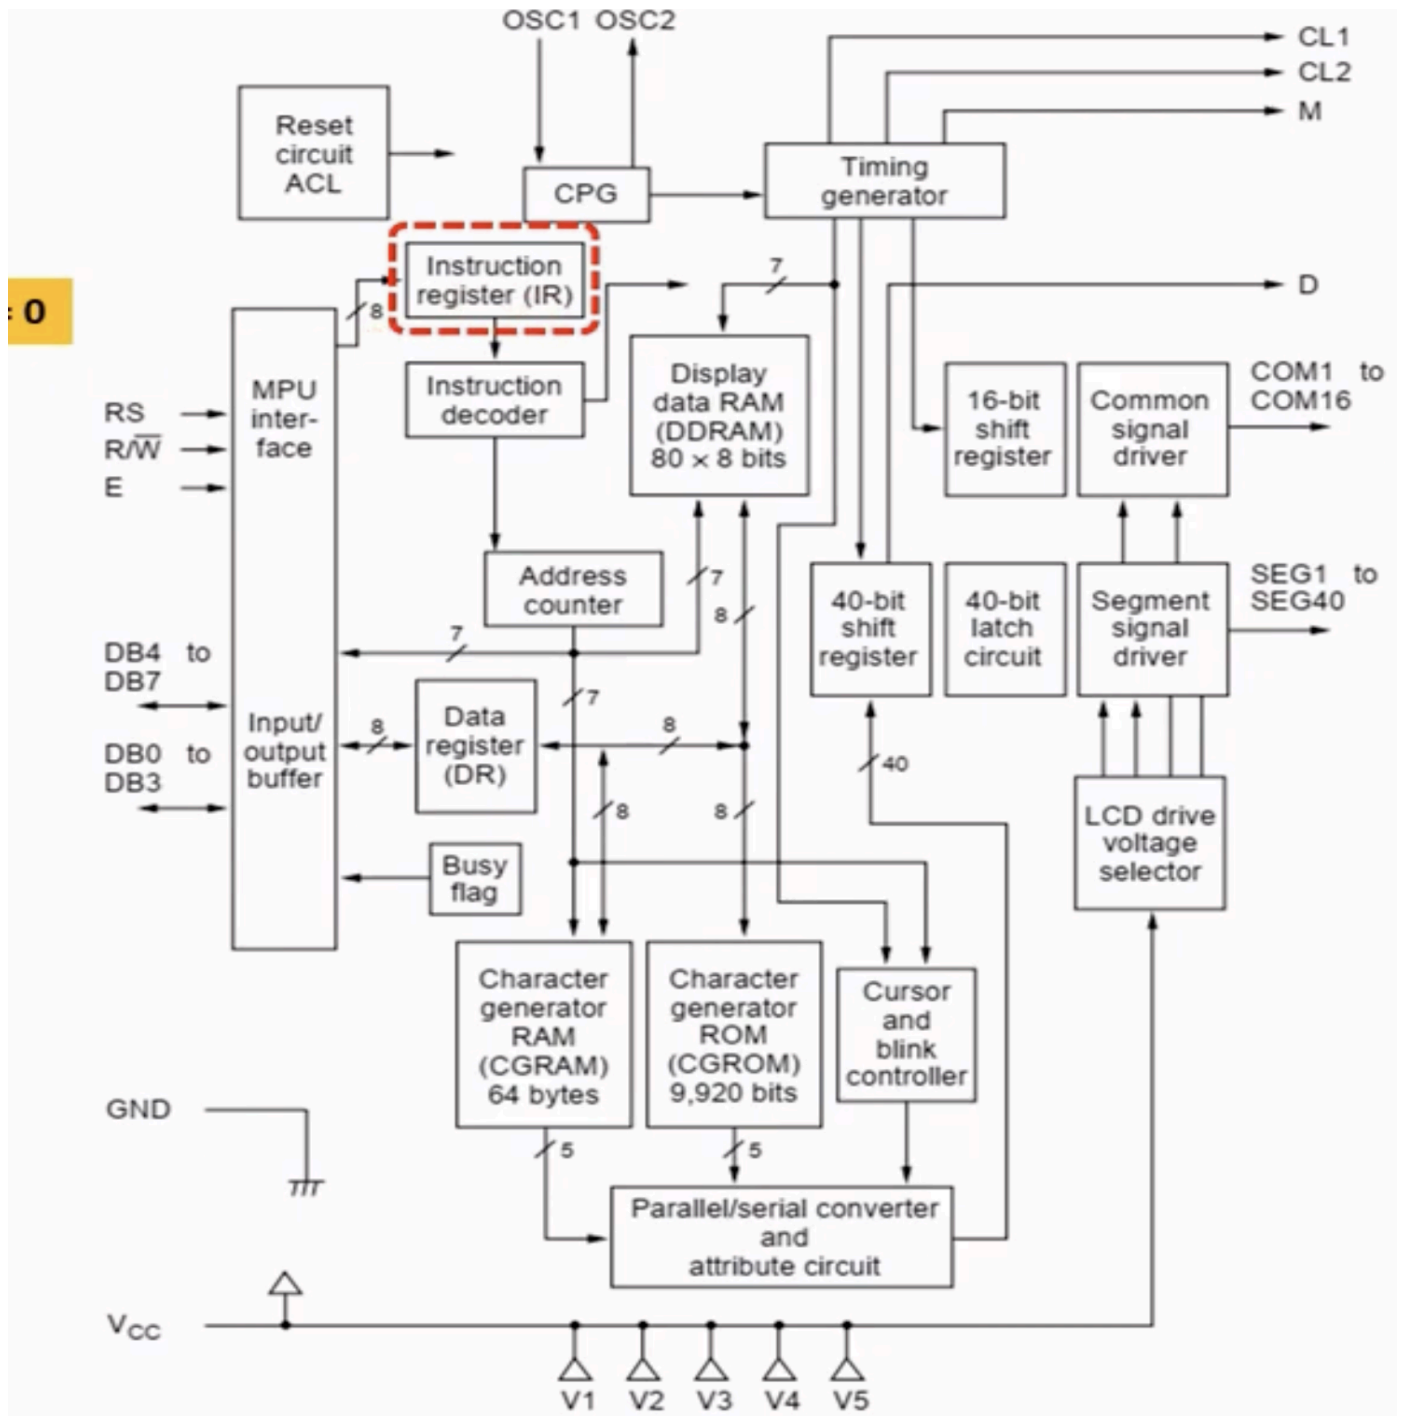 OSC1 OSC2
CL1
CL2
M
Reset
circuit
ACL
CPG
Timing
generator
Instruction
register (IR)
8
7
D
= 0
MPU
inter-
face
Instruction
decoder
Display
data RAM
(DDRAM)
80 × 8 bits
16-bit
shift
register
Common
signal
driver
COM1 to
COM16
RS
R/W̅
E
Address
counter
7
8
40-bit
shift
register
40-bit
latch
circuit
Segment
signal
driver
SEG1 to
SEG40
7
DB4 to
DB7
7
Input/
output
buffer
8
Data
register
(DR)
8
DB0 to
DB3
40
8
8
LCD drive
voltage
selector
Busy
flag
Character
generator
RAM
(CGRAM)
64 bytes
Character
generator
ROM
(CGROM)
9,920 bits
Cursor
and
blink
controller
GND
5
5
Parallel/serial converter
and
attribute circuit
VCC
V1 V2 V3 V4 V5